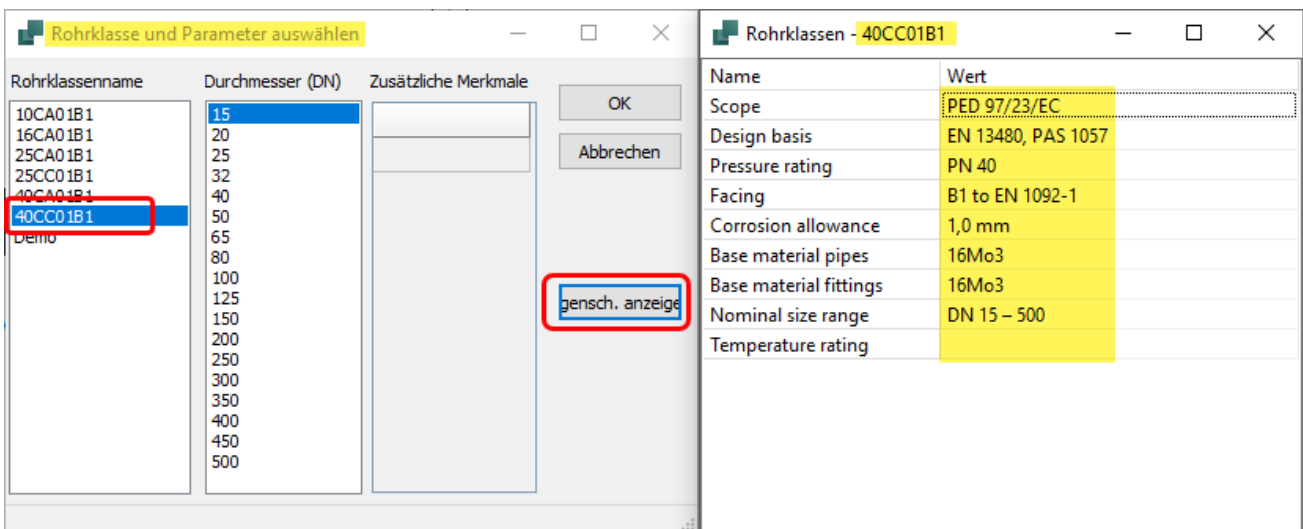 Rohrklasse und Parameter auswählen
Rohrklassenname
Durchmesser (DN)
Zusätzliche Merkmale
10CA01B1
16CA01B1
25CA01B1
25CC01B1
40CA01B1
40CC01B1
Demo
15
20
25
32
40
50
65
80
100
125
150
200
250
300
350
400
450
500
OK
Abbrechen
gensch. anzeige
Rohrklassen - 40CC01B1
Name Wert
Scope PED 97/23/EC
Design basis EN 13480, PAS 1057
Pressure rating PN 40
Facing B1 to EN 1092-1
Corrosion allowance 1,0 mm
Base material pipes 16Mo3
Base material fittings 16Mo3
Nominal size range DN 15 – 500
Temperature rating